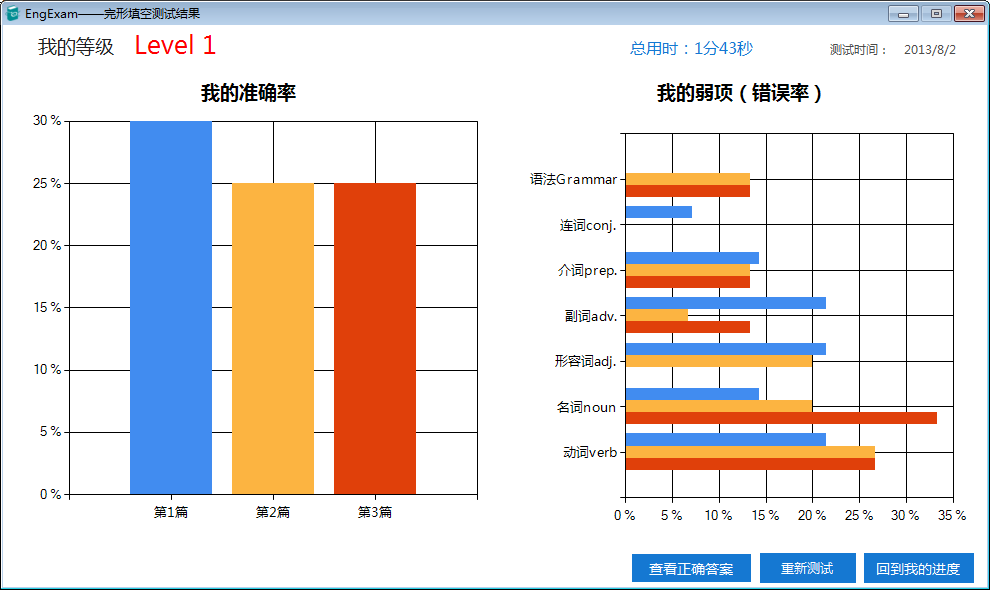 EngExam——完形填空测试结果
我的等级 Level 1 总用时：1分43秒 测试时间： 2013/8/2
我的准确率
30 %
25 %
20 %
15 %
10 %
5 %
0 %
第1篇 第2篇 第3篇
我的弱项（错误率）
语法Grammar
连词conj.
介词prep.
副词adv.
形容词adj.
名词noun
动词verb
0 % 5 % 10 % 15 % 20 % 25 % 30 % 35 %
查看正确答案 重新测试 回到我的进度